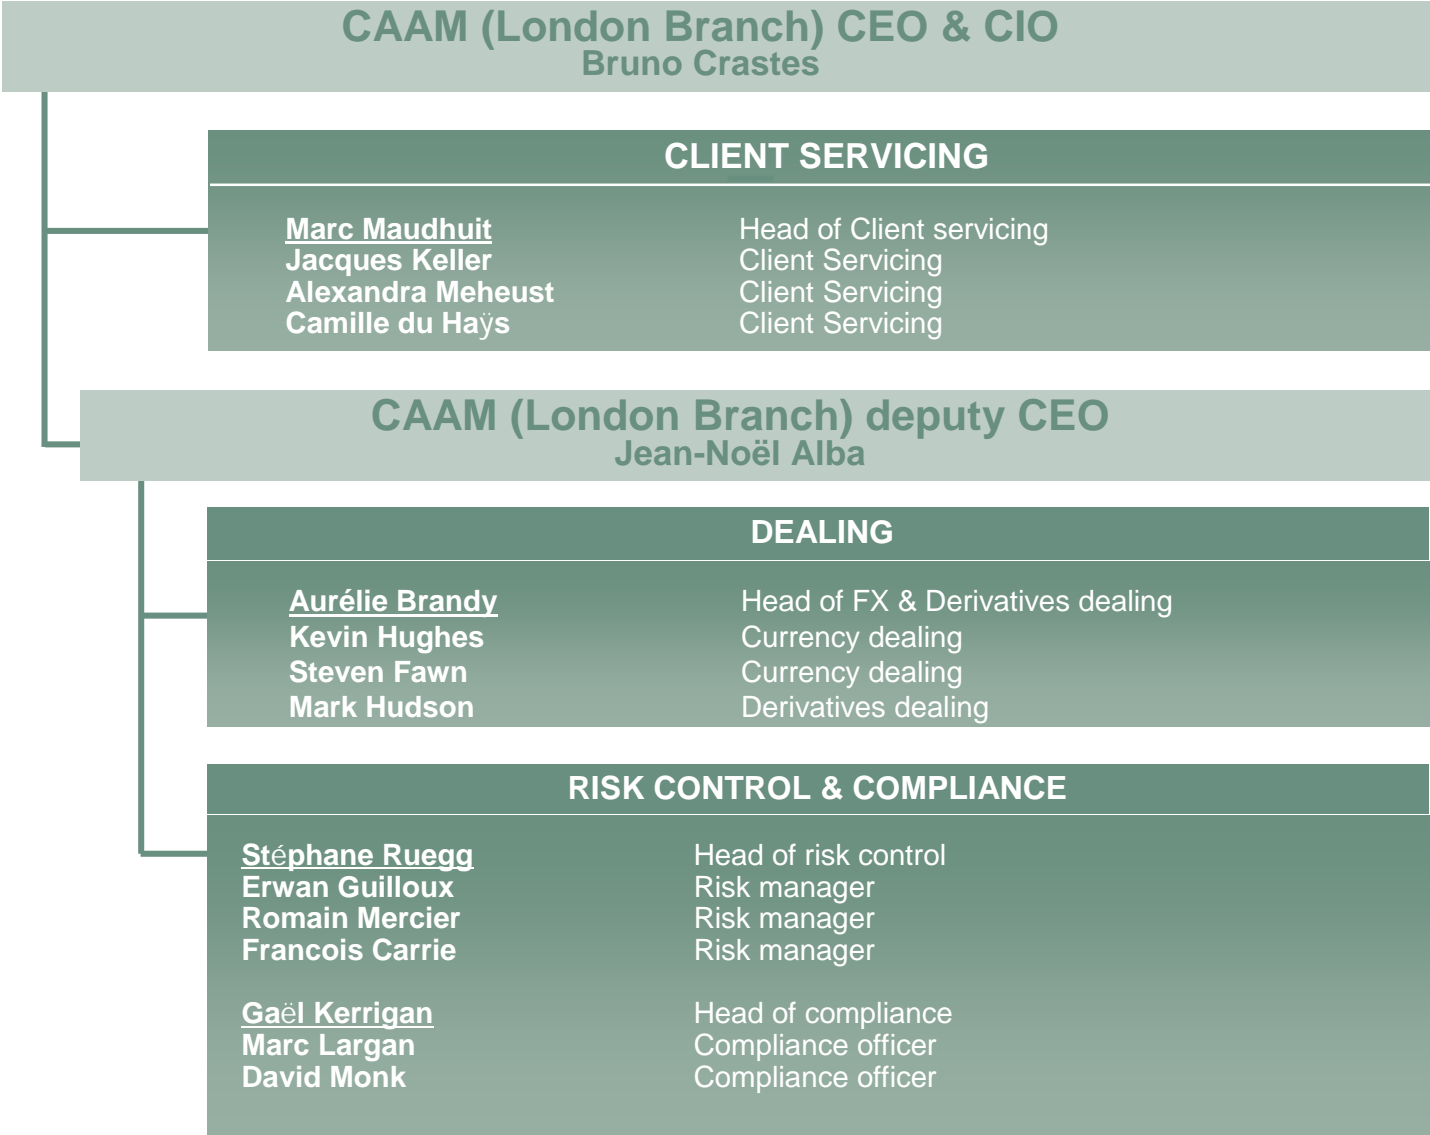 CAAM (London Branch) CEO & CIO
Bruno Crastes
CLIENT SERVICING
Marc Maudhuit Head of Client servicing
Jacques Keller Client Servicing
Alexandra Meheust Client Servicing
Camille du Haÿs Client Servicing
CAAM (London Branch) deputy CEO
Jean-Noël Alba
DEALING
Aurélie Brandy Head of FX & Derivatives dealing
Kevin Hughes Currency dealing
Steven Fawn Currency dealing
Mark Hudson Derivatives dealing
RISK CONTROL & COMPLIANCE
Stéphane Ruegg Head of risk control
Erwan Guilloux Risk manager
Romain Mercier Risk manager
Francois Carrie Risk manager
Gaël Kerrigan Head of compliance
Marc Largan Compliance officer
David Monk Compliance officer